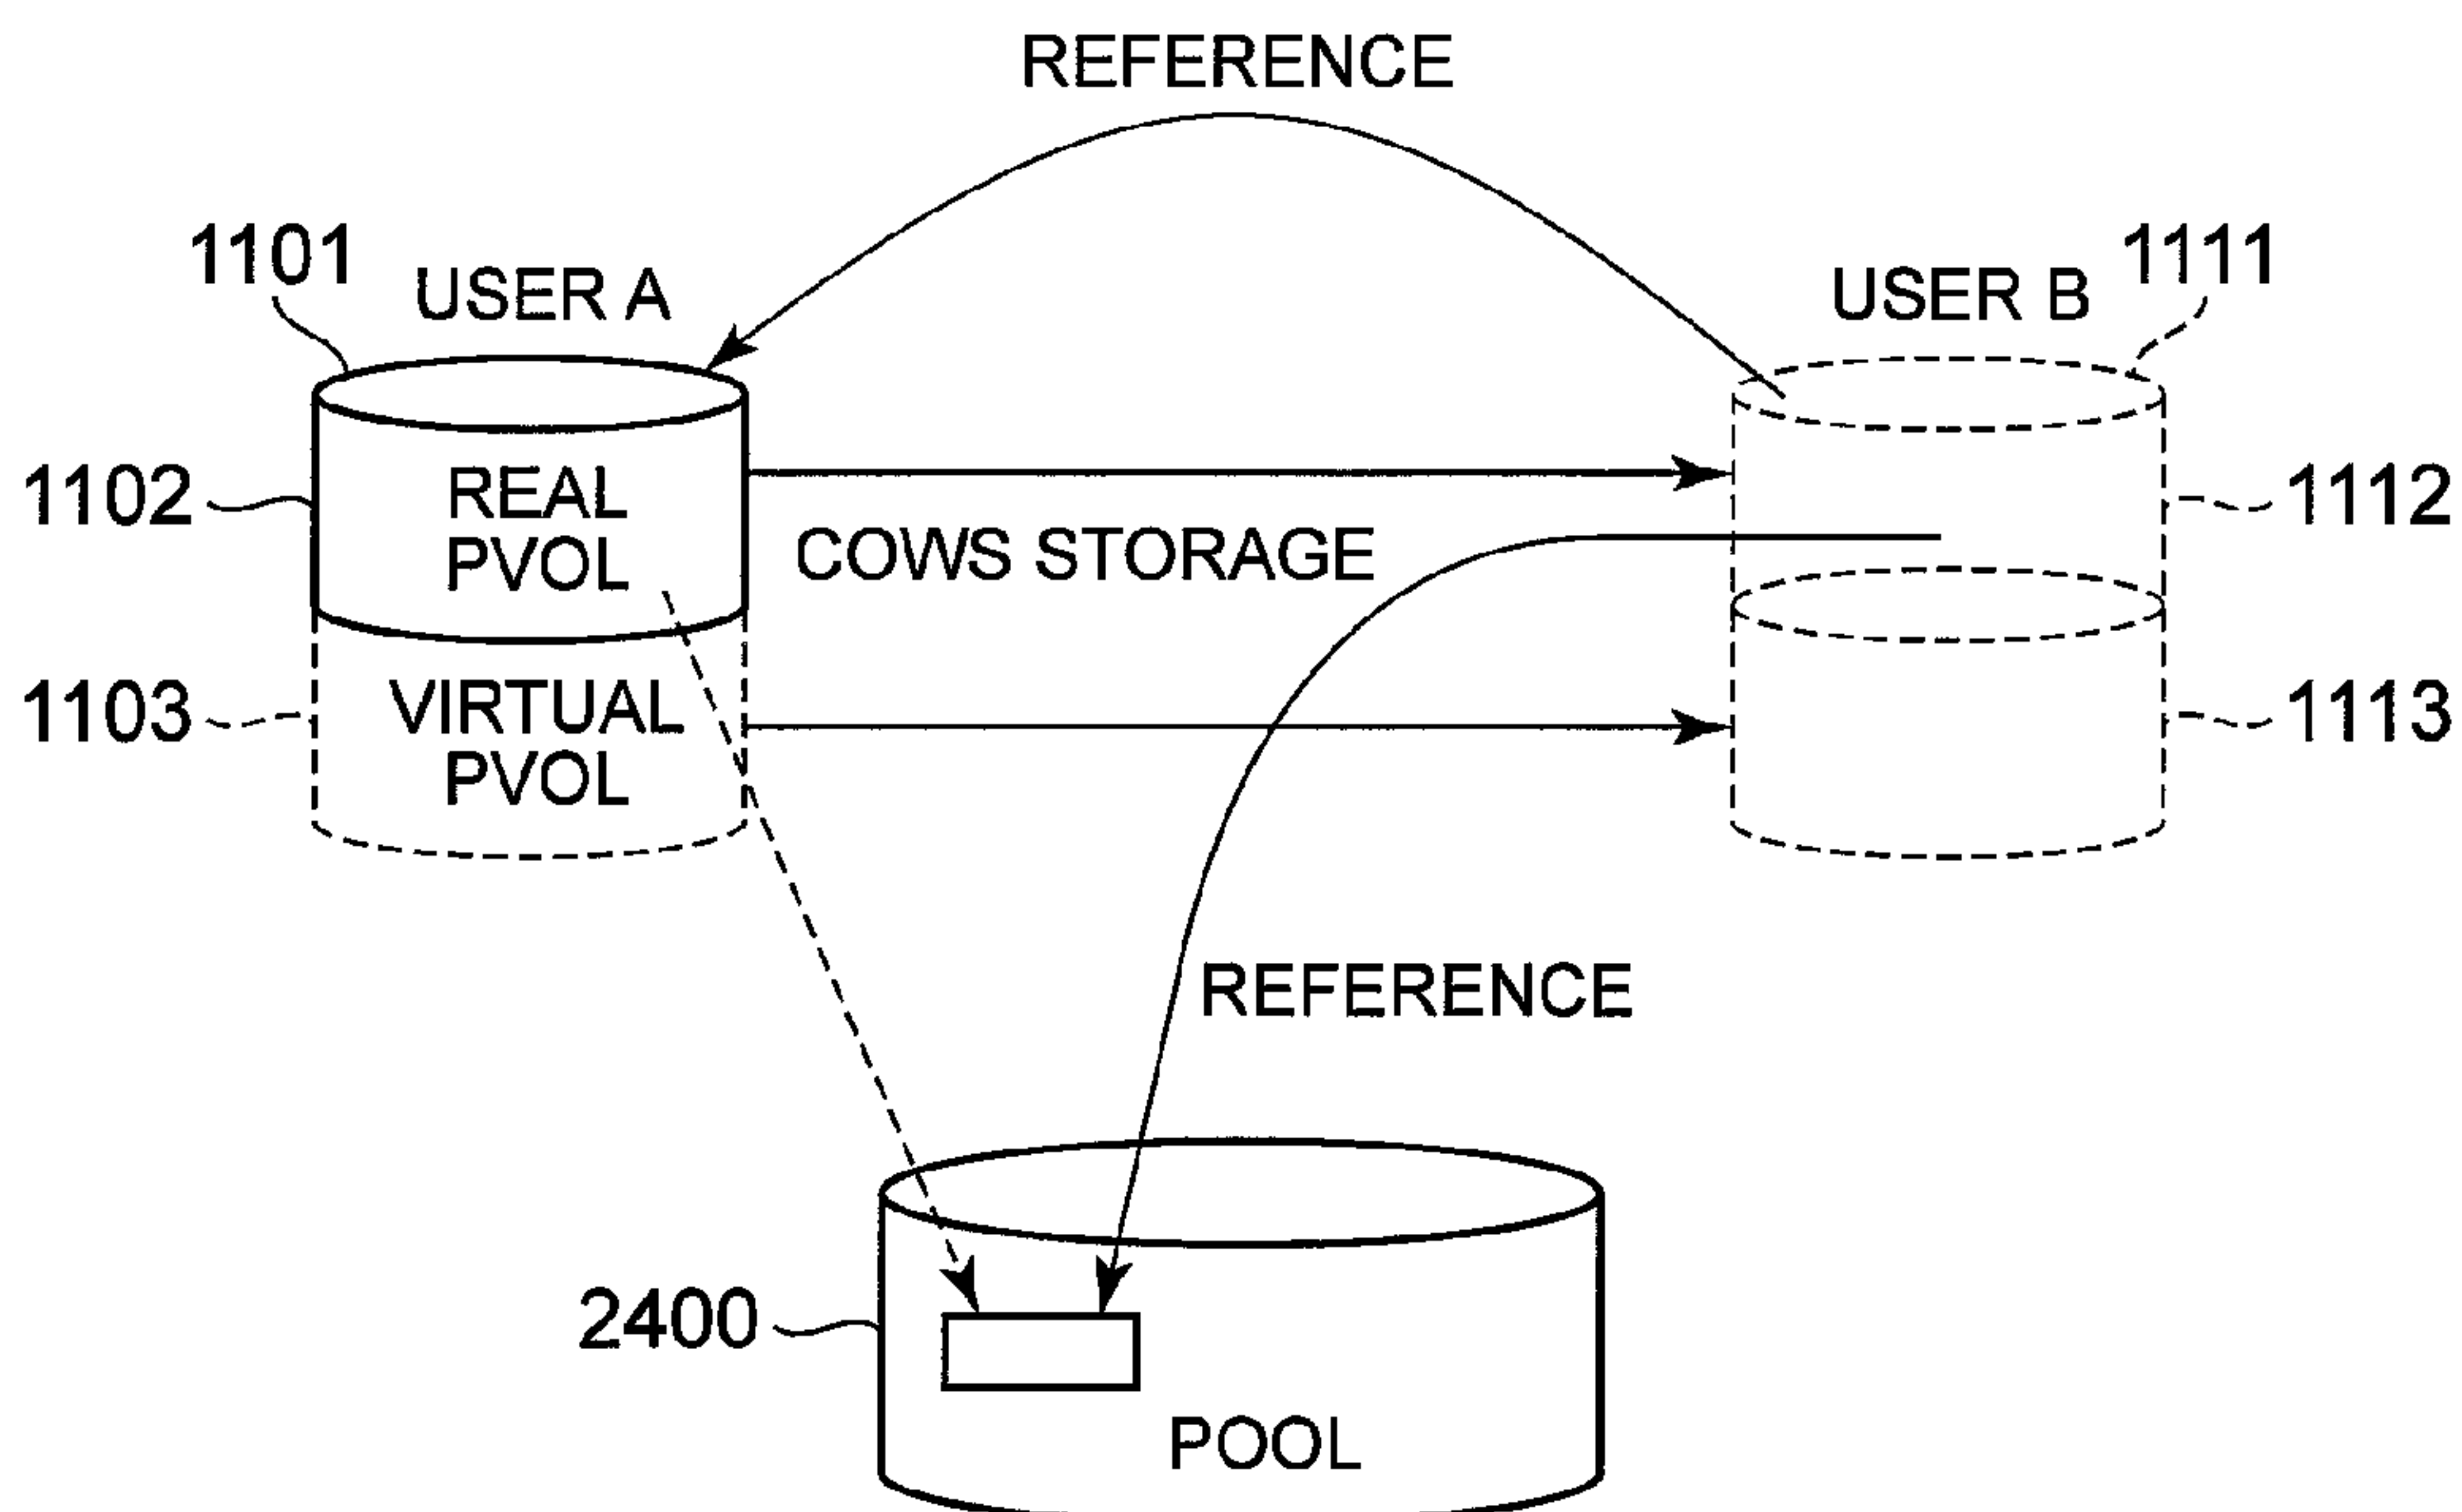 REFERENCE
1101
USER A
USER B
1111
1102
REAL
PVOL
COWS STORAGE
1112
1103
VIRTUAL
PVOL
1113
REFERENCE
2400
POOL